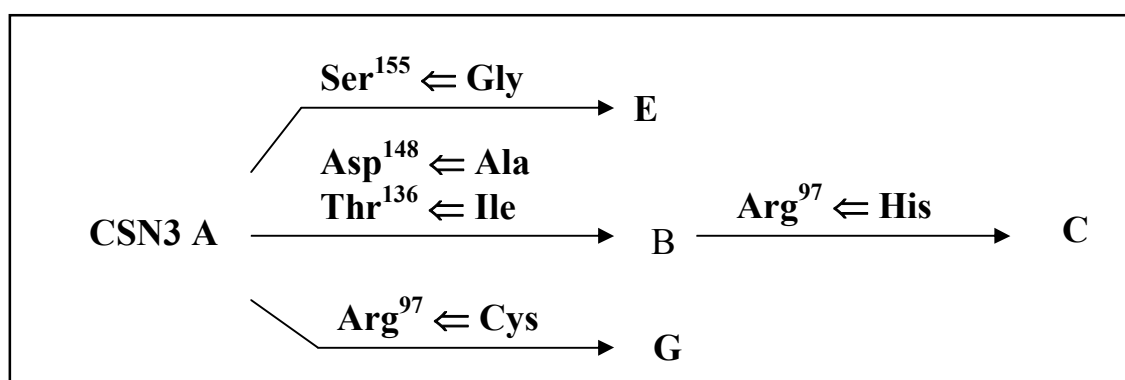 Ser¹⁵⁵ ⇐ Gly
E
Asp¹⁴⁸ ⇐ Ala
Thr¹³⁶ ⇐ Ile
Arg⁹⁷ ⇐ His
CSN3 A
B
C
Arg⁹⁷ ⇐ Cys
G